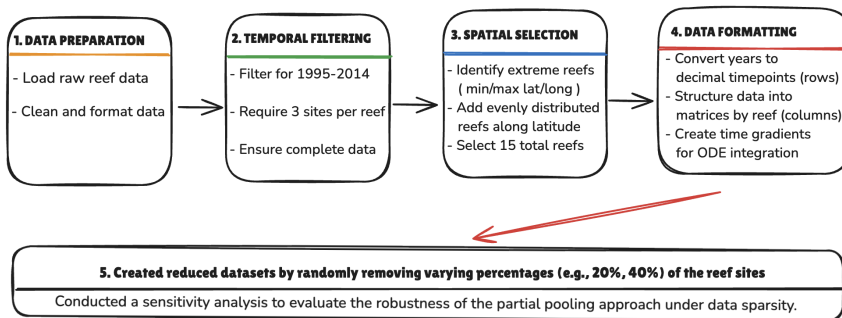 1. DATA PREPARATION
- Load raw reef data
- Clean and format data
2. TEMPORAL FILTERING
- Filter for 1995-2014
- Require 3 sites per reef
- Ensure complete data
3. SPATIAL SELECTION
- Identify extreme reefs
( min/max lat/long )
- Add evenly distributed
reefs along latitude
- Select 15 total reefs
4. DATA FORMATTING
- Convert years to
decimal timepoints (rows)
- Structure data into
matrices by reef (columns)
- Create time gradients
for ODE integration
5. Created reduced datasets by randomly removing varying percentages (e.g., 20%, 40%) of the reef sites
Conducted a sensitivity analysis to evaluate the robustness of the partial pooling approach under data sparsity.